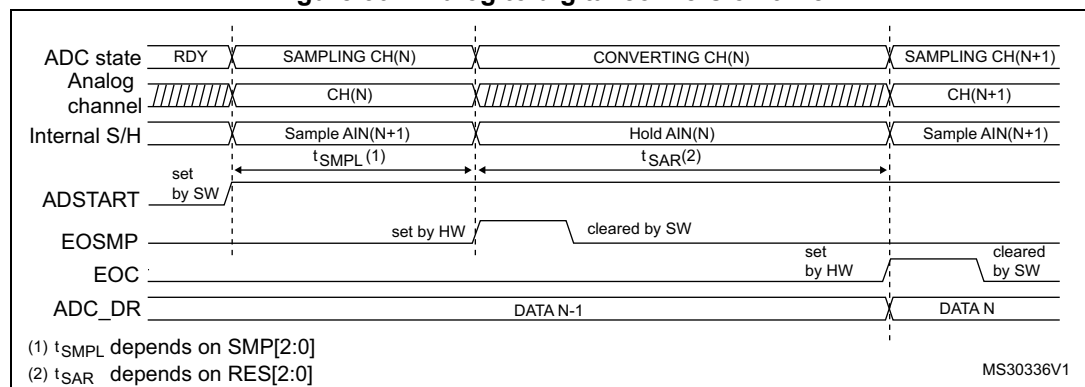 ADC state RDY SAMPLING CH(N) CONVERTING CH(N) SAMPLING CH(N+1)
Analog channel CH(N) CH(N+1)
Internal S/H Sample AIN(N+1) Hold AIN(N) Sample AIN(N+1)
tSMPL(1) tSAR(2)
ADSTART set by SW
EOSMP set by HW cleared by SW
EOC set by HW cleared by SW
ADC_DR DATA N-1 DATA N
(1) tSMPL depends on SMP[2:0]
(2) tSAR depends on RES[2:0]
MS30336V1